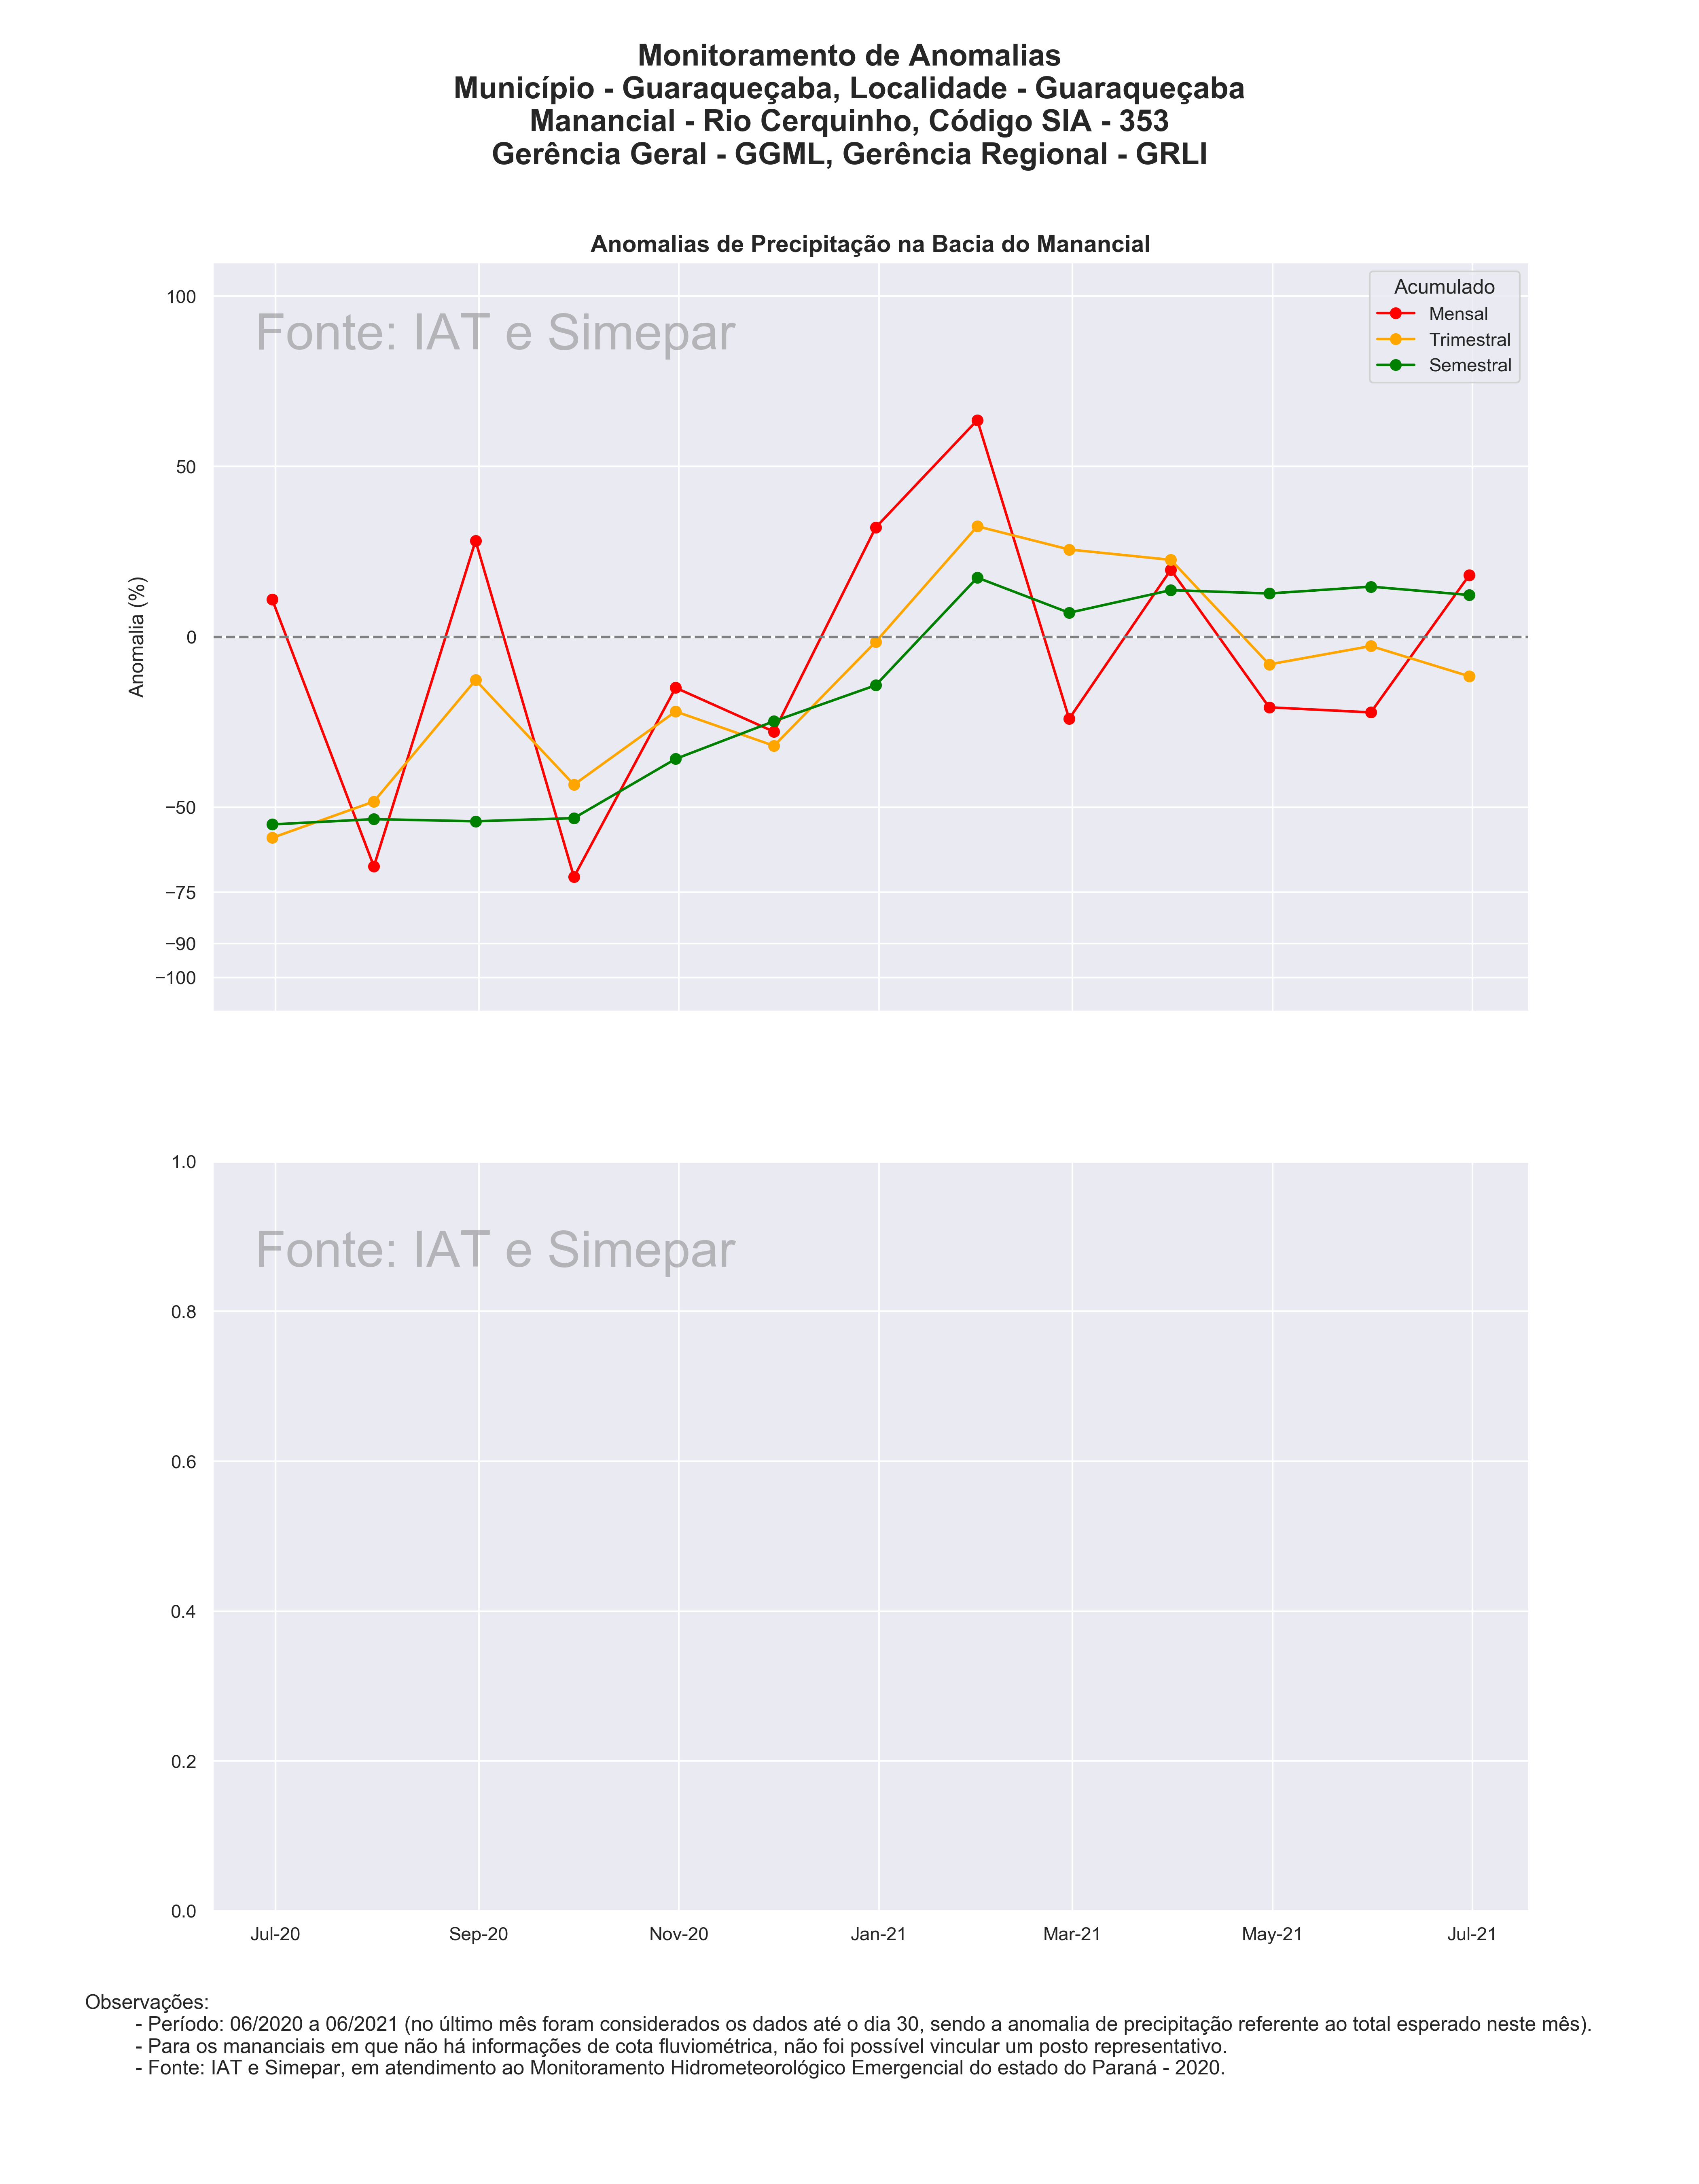 Monitoramento de Anomalias
Município - Guaraqueçaba, Localidade - Guaraqueçaba
Manancial - Rio Cerquinho, Código SIA - 353
Gerência Geral - GGML, Gerência Regional - GRLI
Anomalias de Precipitação na Bacia do Manancial
Fonte: IAT e Simepar
Acumulado
Mensal
Trimestral
Semestral
Anomalia (%)
100
50
0
−50
−75
−90
−100
Fonte: IAT e Simepar
1.0
0.8
0.6
0.4
0.2
0.0
Jul-20 Sep-20 Nov-20 Jan-21 Mar-21 May-21 Jul-21
Observações:
- Período: 06/2020 a 06/2021 (no último mês foram considerados os dados até o dia 30, sendo a anomalia de precipitação referente ao total esperado neste mês).
- Para os mananciais em que não há informações de cota fluviométrica, não foi possível vincular um posto representativo.
- Fonte: IAT e Simepar, em atendimento ao Monitoramento Hidrometeorológico Emergencial do estado do Paraná - 2020.